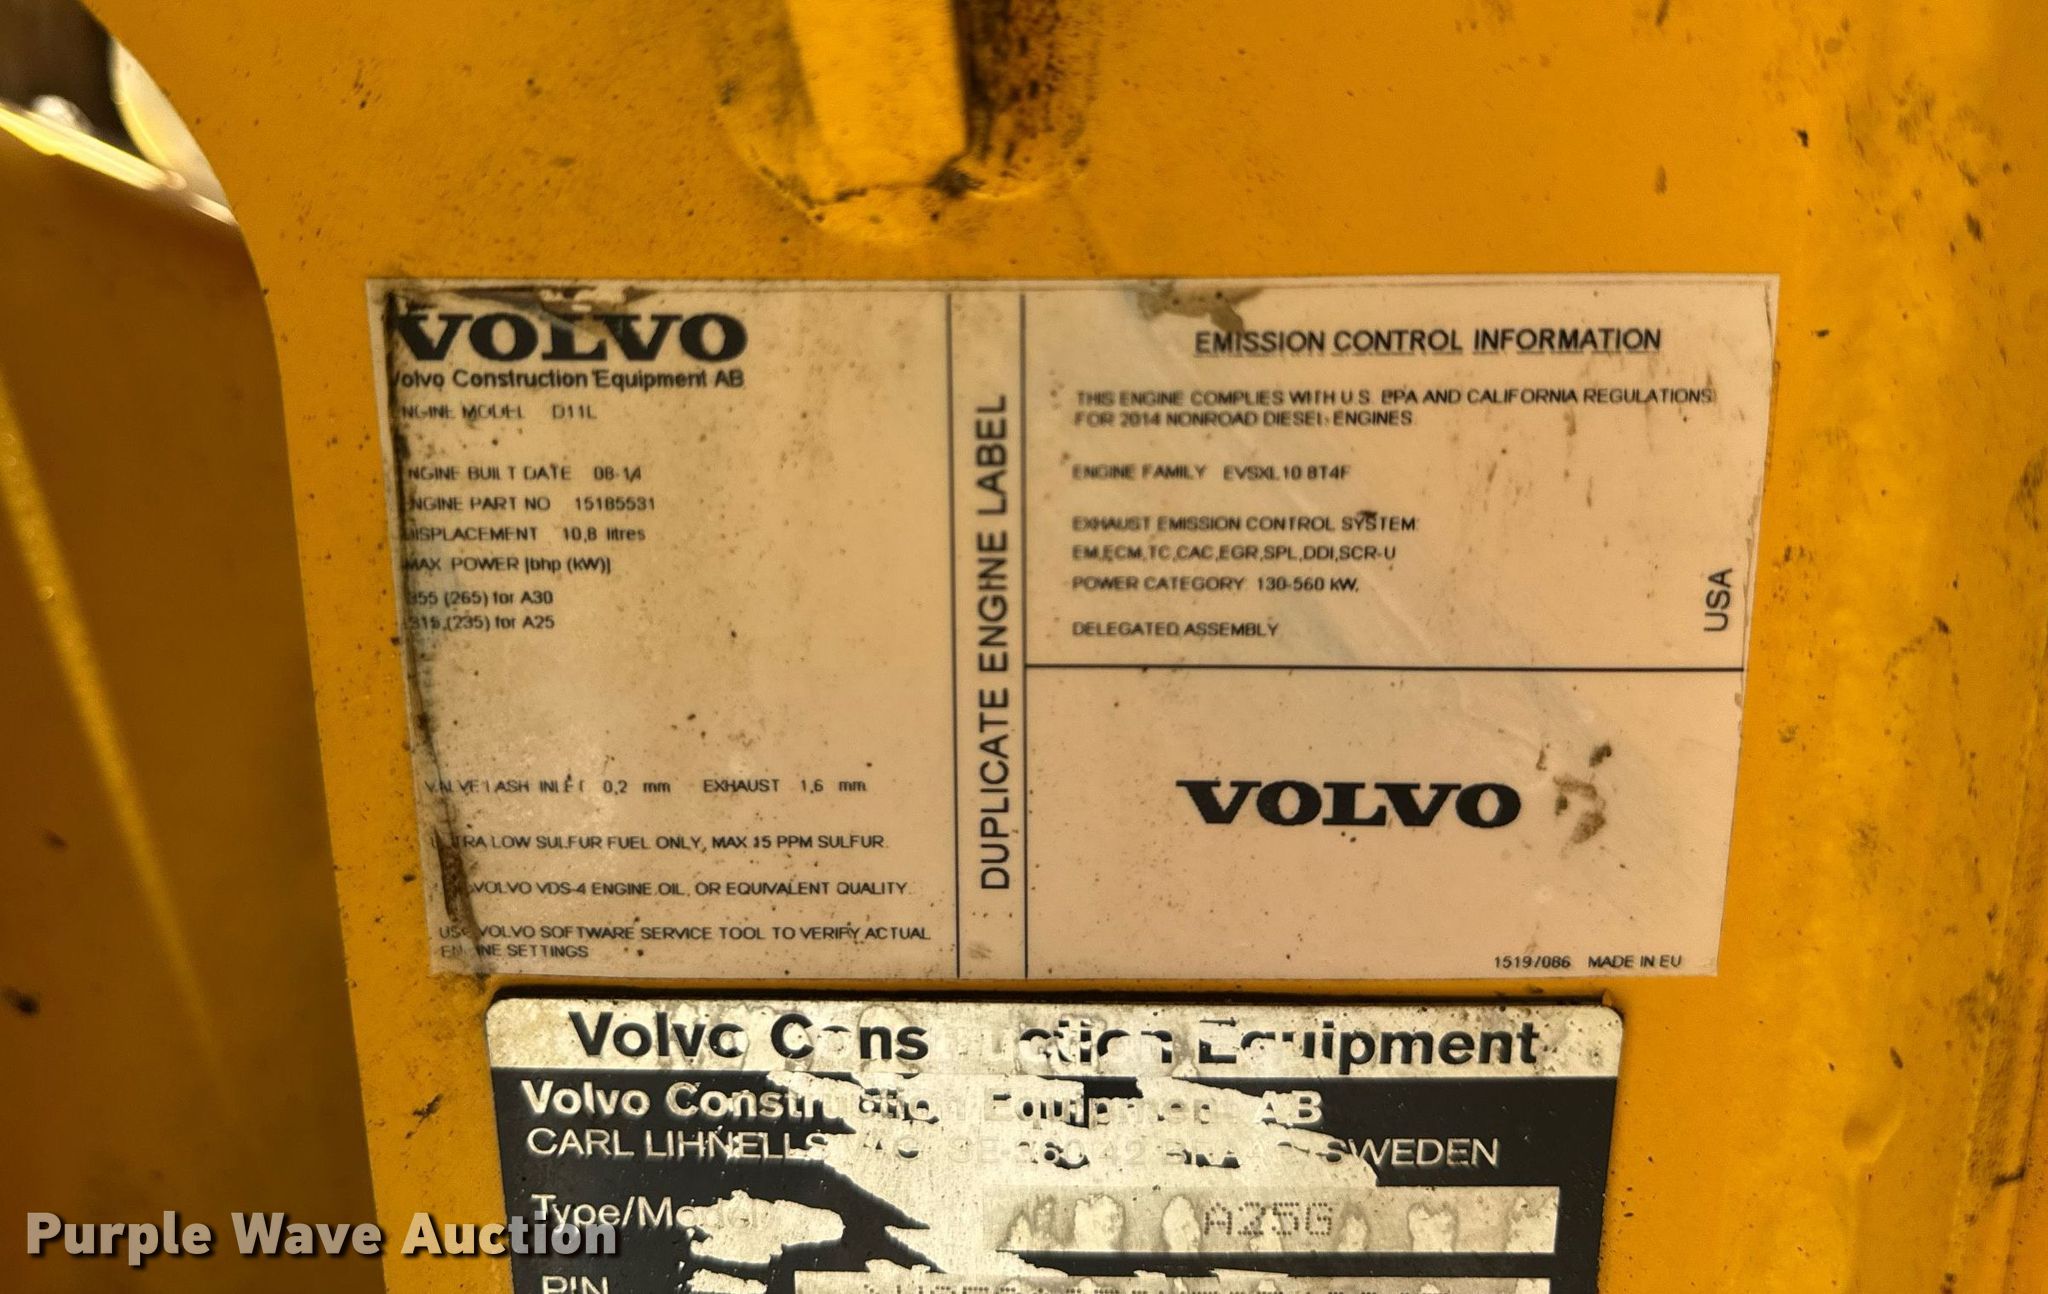 VOLVO
Volvo Construction Equipment AB
NGINE MODEL D11L
NGINE BUILT DATE 08-14
NGINE PART NO 15185531
DISPLACEMENT 10,8 litres
MAX POWER [bhp (kW)]
355 (265) for A30
315 (235) for A25
VALVE LASH INLET 0,2 mm EXHAUST 1,6 mm
ULTRA LOW SULFUR FUEL ONLY, MAX 15 PPM SULFUR.
VOLVO VDS-4 ENGINE OIL, OR EQUIVALENT QUALITY.
USE VOLVO SOFTWARE SERVICE TOOL TO VERIFY ACTUAL
ENGINE SETTINGS
DUPLICATE ENGINE LABEL
EMISSION CONTROL INFORMATION
THIS ENGINE COMPLIES WITH U.S. EPA AND CALIFORNIA REGULATIONS
FOR 2014 NONROAD DIESEL ENGINES
ENGINE FAMILY EVSXL10.8T4F
EXHAUST EMISSION CONTROL SYSTEM:
EM,ECM,TC,CAC,EGR,SPL,DDI,SCR-U
POWER CATEGORY 130-560 kW.
DELEGATED ASSEMBLY
USA
VOLVO
15197086 MADE IN EU
Volvo Construction Equipment
Volvo Construction Equipment AB
CARL LIHNELLS SWEDEN
Type/Model A25G
PIN
Purple Wave Auction